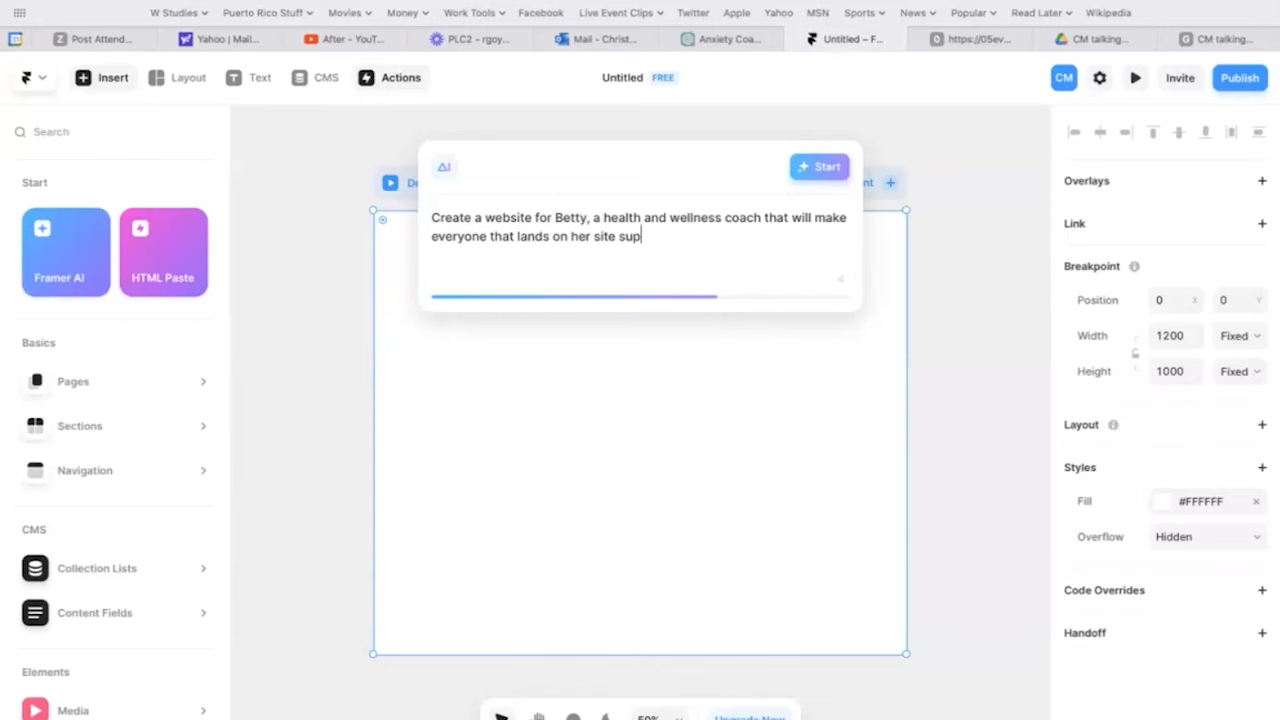 W Studies
Puerto Rico Stuff
Movies
Money
Work Tools
Facebook
Live Event Clips
Twitter
Apple
Yahoo
MSN
Sports
News
Popular
Read Later
Wikipedia
Post Attend...
Yahoo | Mail...
After - YouT...
PLC2 - rgoy...
Mail - Christ...
Anxiety Coa...
Untitled – F...
https://05ev...
CM talking...
CM talking...
Insert
Layout
Text
CMS
Actions
Untitled FREE
CM
Invite
Publish
Search
Start
Framer AI
HTML Paste
Basics
Pages
Sections
Navigation
CMS
Collection Lists
Content Fields
Elements
Media
AI
Start
Create a website for Betty, a health and wellness coach that will make
everyone that lands on her site sup
50%
Upgrade Now
Overlays
Link
Breakpoint
Position 0 X 0 Y
Width 1200 Fixed
Height 1000 Fixed
Layout
Styles
Fill #FFFFFF
Overflow Hidden
Code Overrides
Handoff